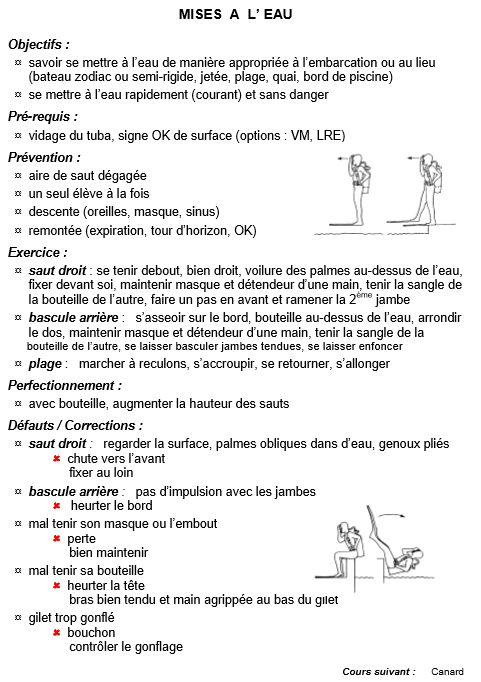 MISES A L' EAU
Objectifs :
¤ savoir se mettre à l'eau de manière appropriée à l'embarcation ou au lieu
(bateau zodiac ou semi-rigide, jetée, plage, quai, bord de piscine)
¤ se mettre à l'eau rapidement (courant) et sans danger
Pré-requis :
¤ vidage du tuba, signe OK de surface (options : VM, LRE)
Prévention :
¤ aire de saut dégagée
¤ un seul élève à la fois
¤ descente (oreilles, masque, sinus)
¤ remontée (expiration, tour d'horizon, OK)
Exercice :
¤ saut droit : se tenir debout, bien droit, voilure des palmes au-dessus de l'eau,
fixer devant soi, maintenir masque et détendeur d'une main, tenir la sangle de
la bouteille de l'autre, faire un pas en avant et ramener la 2ème jambe
¤ bascule arrière : s'asseoir sur le bord, bouteille au-dessus de l'eau, arrondir
le dos, maintenir masque et détendeur d'une main, tenir la sangle de la
bouteille de l'autre, se laisser basculer jambes tendues, se laisser enfoncer
¤ plage : marcher à reculons, s'accroupir, se retourner, s'allonger
Perfectionnement :
¤ avec bouteille, augmenter la hauteur des sauts
Défauts / Corrections :
¤ saut droit : regarder la surface, palmes obliques dans d'eau, genoux pliés
✘ chute vers l'avant
fixer au loin
¤ bascule arrière : pas d'impulsion avec les jambes
✘ heurter le bord
¤ mal tenir son masque ou l'embout
✘ perte
bien maintenir
¤ mal tenir sa bouteille
✘ heurter la tête
bras bien tendu et main agrippée au bas du gilet
¤ gilet trop gonflé
✘ bouchon
contrôler le gonflage
Cours suivant : Canard